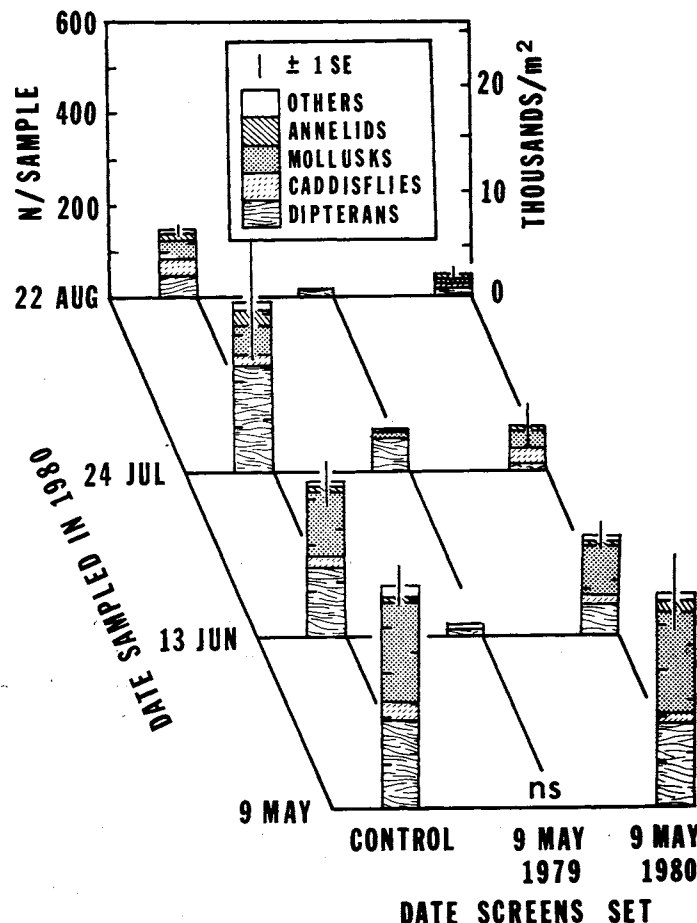 600
400
200
N/SAMPLE
± 1 SE
OTHERS
ANNELIDS
MOLLUSKS
CADDISFLIES
DIPTERANS
20
10
0
THOUSANDS/m²
22 AUG
24 JUL
13 JUN
9 MAY
DATE SAMPLED IN 1980
ns
CONTROL
9 MAY 1979
9 MAY 1980
DATE SCREENS SET